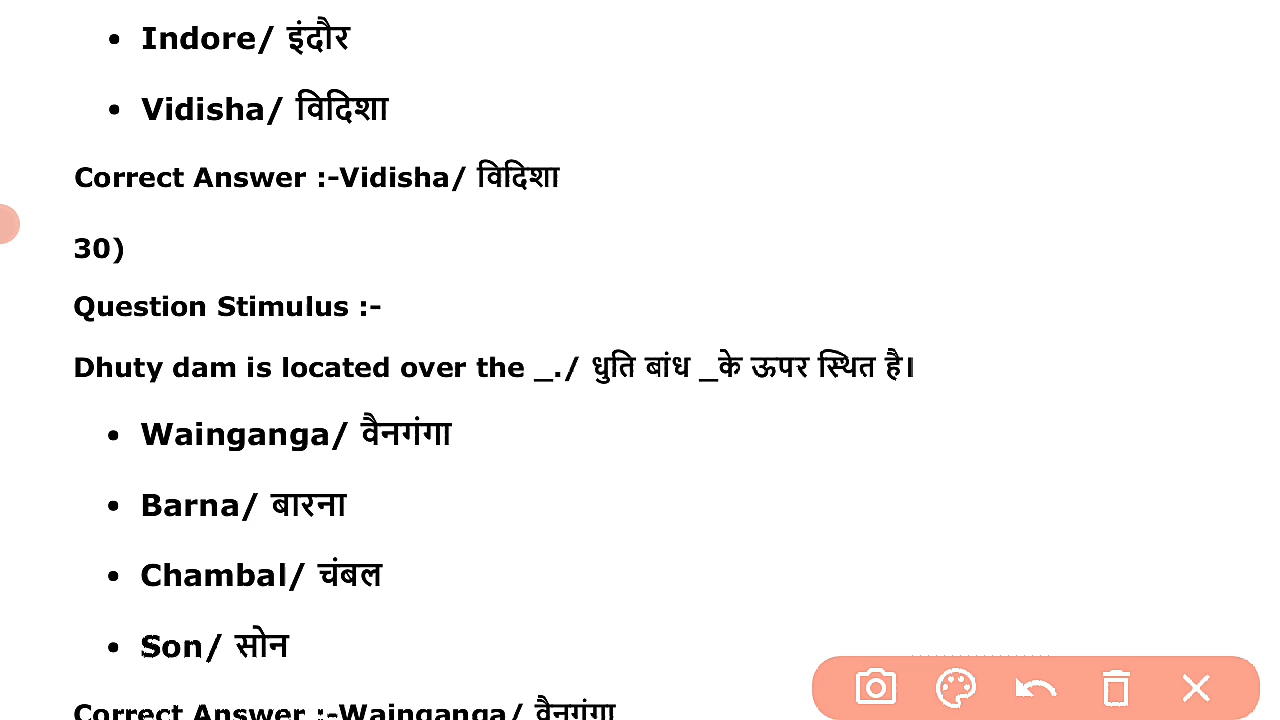 Indore/ इंदौर
Vidisha/ विदिशा
Correct Answer :-Vidisha/ विदिशा
30)
Question Stimulus :-
Dhuty dam is located over the _./ धुति बांध _के ऊपर स्थित है।
Wainganga/ वैनगंगा
Barna/ बारना
Chambal/ चंबल
Son/ सोन
Correct Answer :-Wainganga/ वैनगंगा